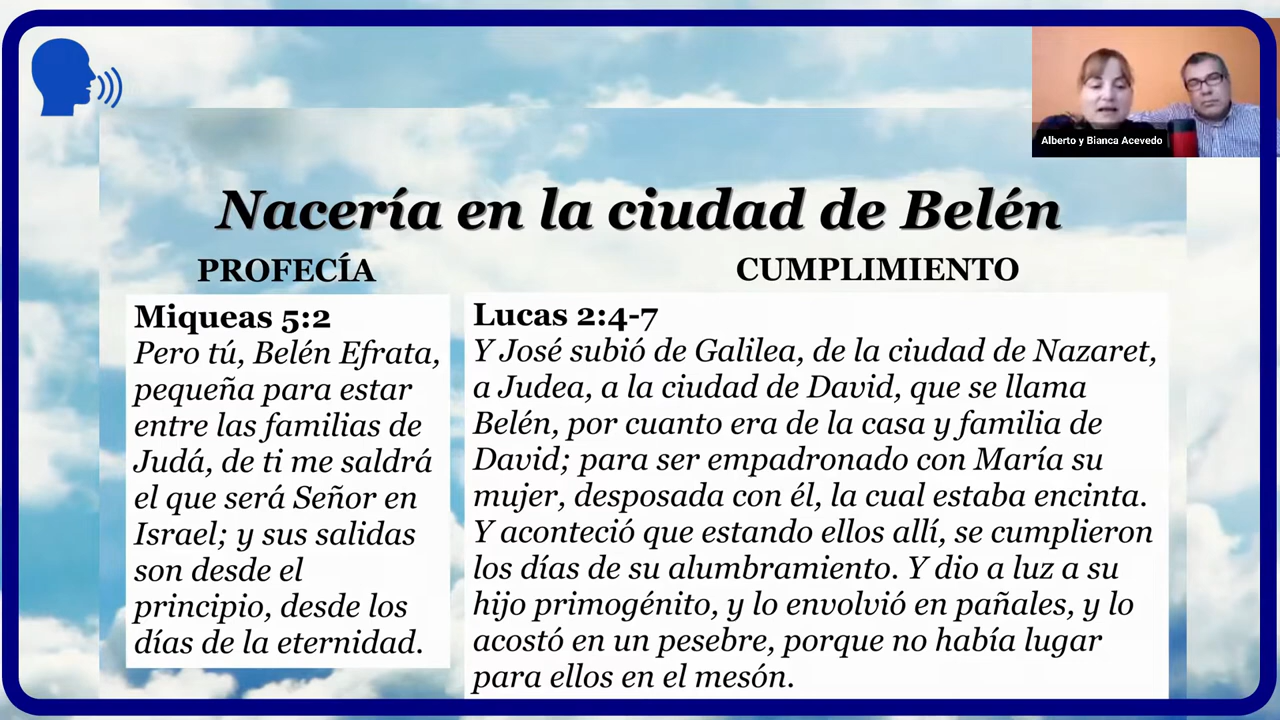 Alberto y Bianca Acevedo
Nacería en la ciudad de Belén
PROFECÍA
Miqueas 5:2
Pero tú, Belén Efrata,
pequeña para estar
entre las familias de
Judá, de ti me saldrá
el que será Señor en
Israel; y sus salidas
son desde el
principio, desde los
días de la eternidad.
CUMPLIMIENTO
Lucas 2:4-7
Y José subió de Galilea, de la ciudad de Nazaret,
a Judea, a la ciudad de David, que se llama
Belén, por cuanto era de la casa y familia de
David; para ser empadronado con María su
mujer, desposada con él, la cual estaba encinta.
Y aconteció que estando ellos allí, se cumplieron
los días de su alumbramiento. Y dio a luz a su
hijo primogénito, y lo envolvió en pañales, y lo
acostó en un pesebre, porque no había lugar
para ellos en el mesón.